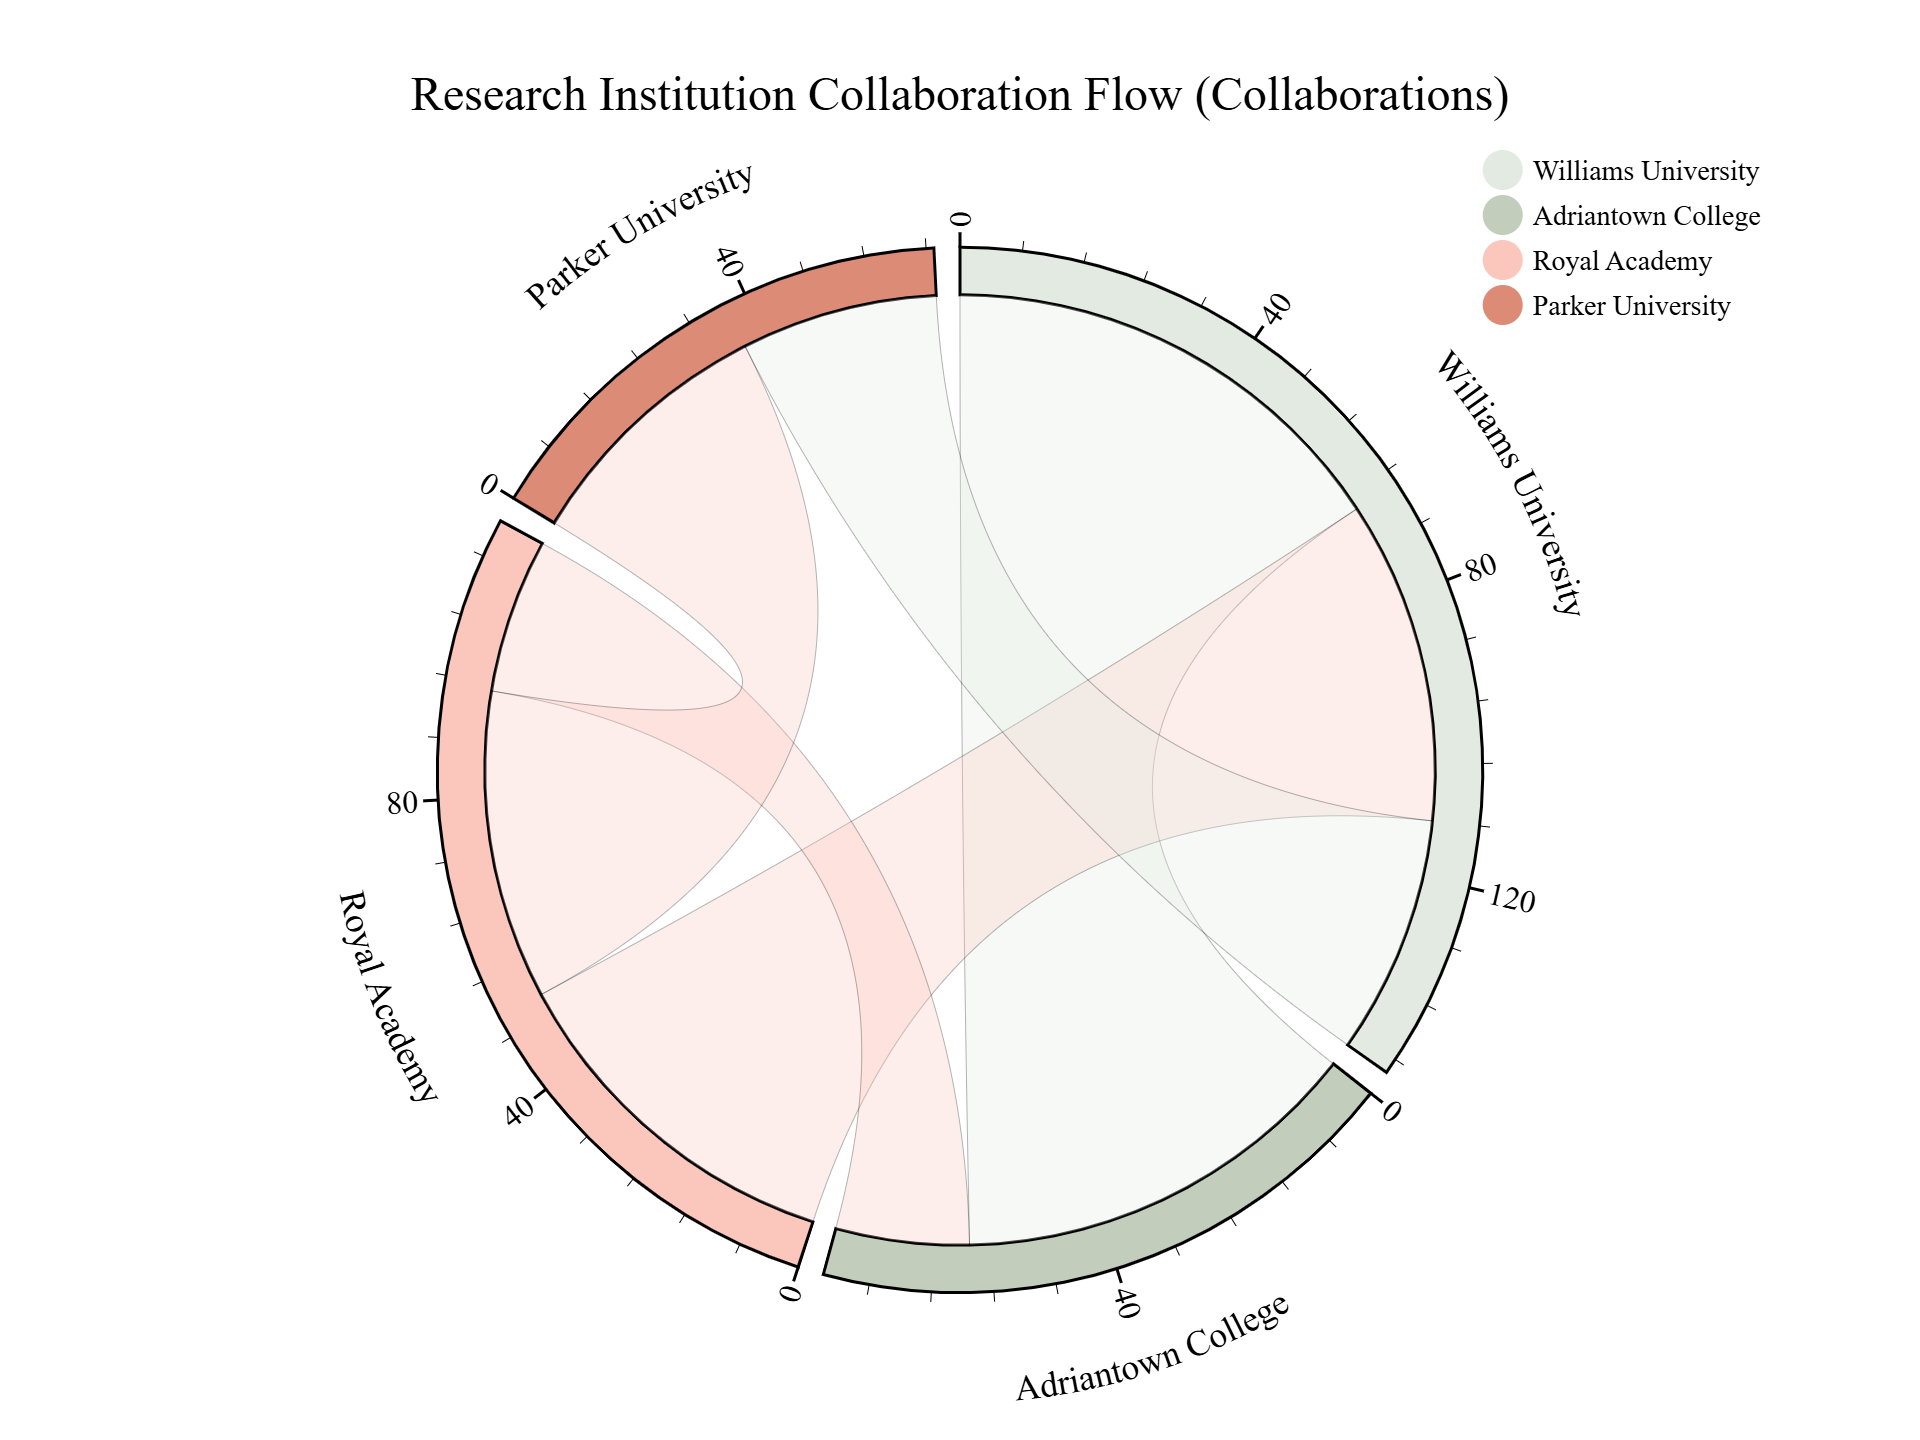 Research Institution Collaboration Flow (Collaborations)
Williams University
Adriantown College
Royal Academy
Parker University
Parker University
0
40
0
40
80
120
Williams University
0
40
Adriantown College
0
40
80
Royal Academy